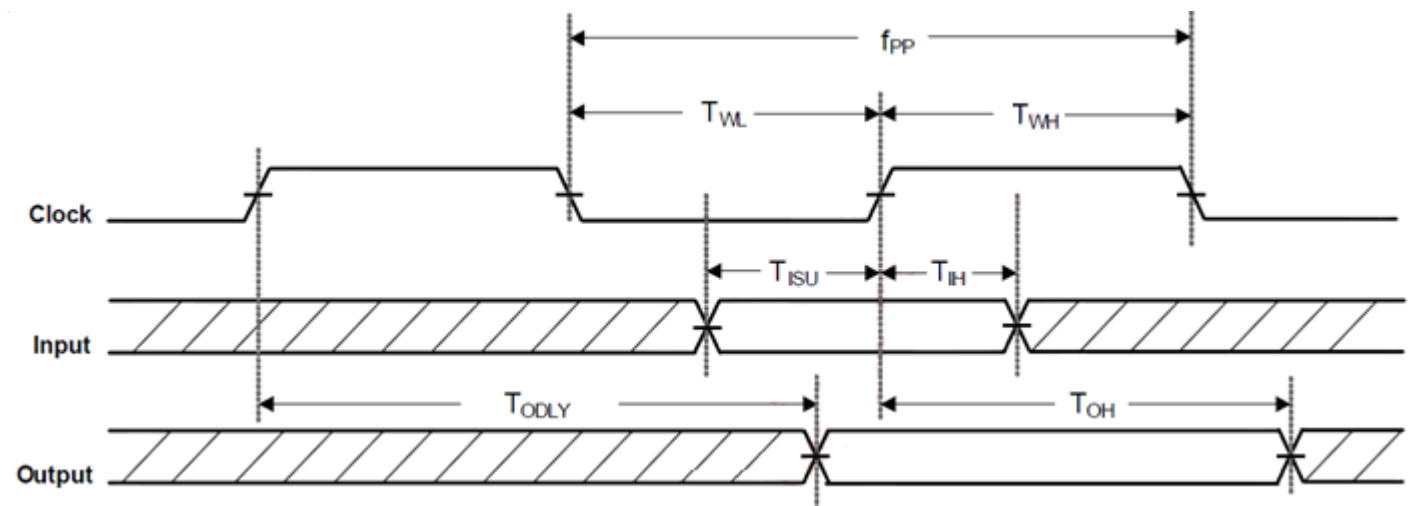 fPP
TWL TWH
Clock
TISU TIH
Input
TODLY TOH
Output